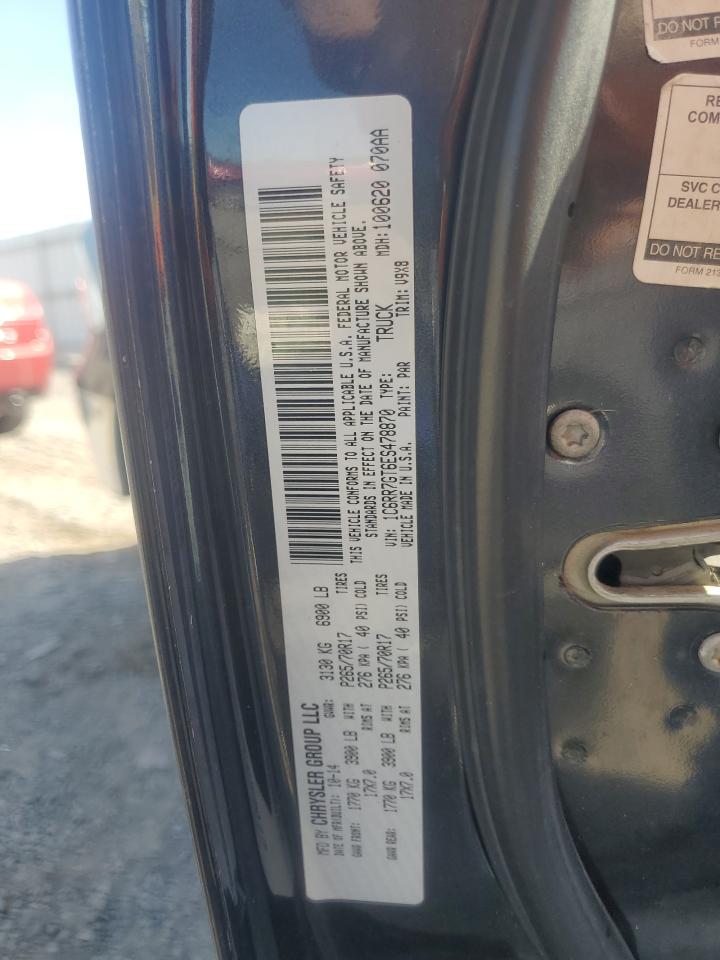 MFD BY CHRYSLER GROUP LLC
DATE OF MFR(BUILT): 10-14 GVWR: 3130 KG 6900 LB
GAWR FRONT: 1770 KG 3900 LB WITH P265/70R17 TIRES
17X7.0 RIMS AT 276 KPA ( 40 PSI) COLD
GAWR REAR: 1770 KG 3900 LB WITH P265/70R17 TIRES
17X7.0 RIMS AT 276 KPA ( 40 PSI) COLD
THIS VEHICLE CONFORMS TO ALL APPLICABLE U.S.A. FEDERAL MOTOR VEHICLE SAFETY
STANDARDS IN EFFECT ON THE DATE OF MANUFACTURE SHOWN ABOVE.
VIN: 1C6RR7GT6ES478870 TYPE: TRUCK MDH: 100620 070AA
VEHICLE MADE IN U.S.A. PAINT: PAR TRIM: V9X8
DO NOT
FORM
COM
SVC
DEALER
DO NOT RE
FORM 213